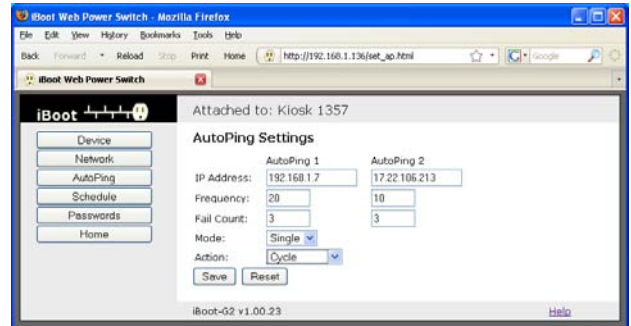 iBoot Web Power Switch - Mozilla Firefox
File Edit View History Bookmarks Tools Help
Back Forward Reload Stop Print Home http://192.168.1.136/set_ap.html Google
iBoot Web Power Switch
iBoot
Attached to: Kiosk 1357
Device
Network
AutoPing
Schedule
Passwords
Home
AutoPing Settings
AutoPing 1 AutoPing 2
IP Address: 192.168.1.7 17.22.106.213
Frequency: 20 10
Fail Count: 3 3
Mode: Single
Action: Cycle
Save Reset
iBoot-G2 v1.00.23 Help